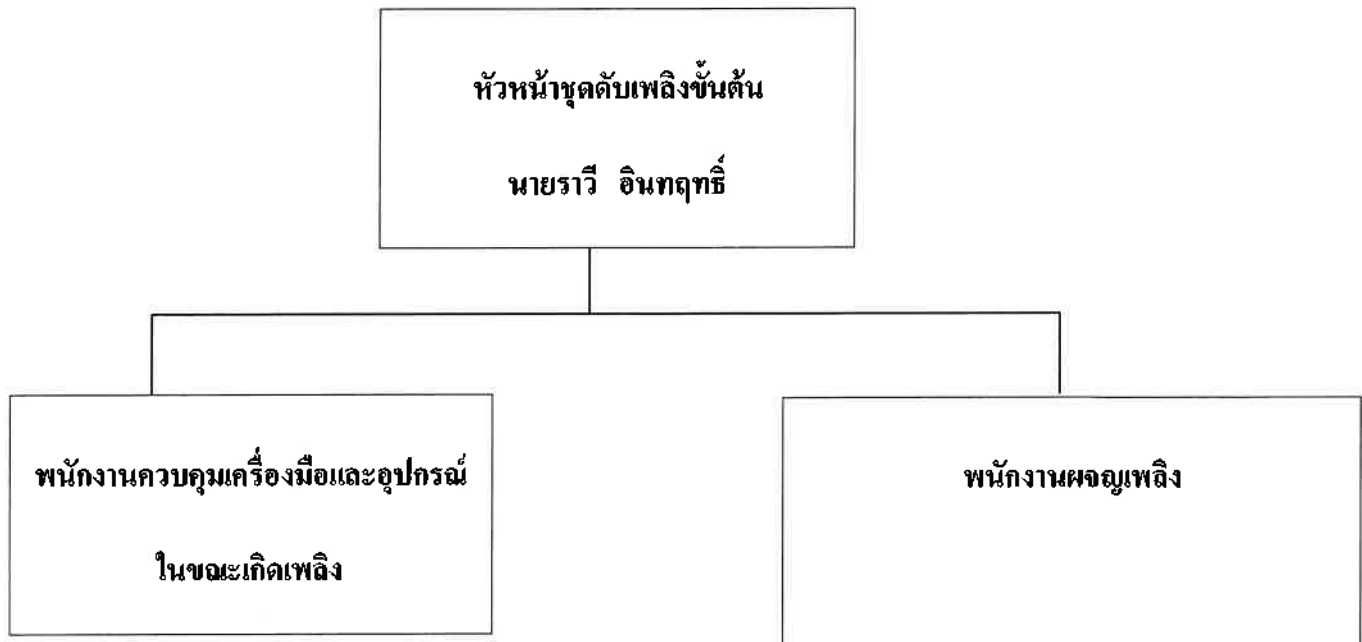 หัวหน้าชุดดับเพลิงขั้นต้น
นายราวี อินทฤทธิ์
พนักงานควบคุมเครื่องมือและอุปกรณ์
ในขณะเกิดเพลิง
พนักงานผจญเพลิง